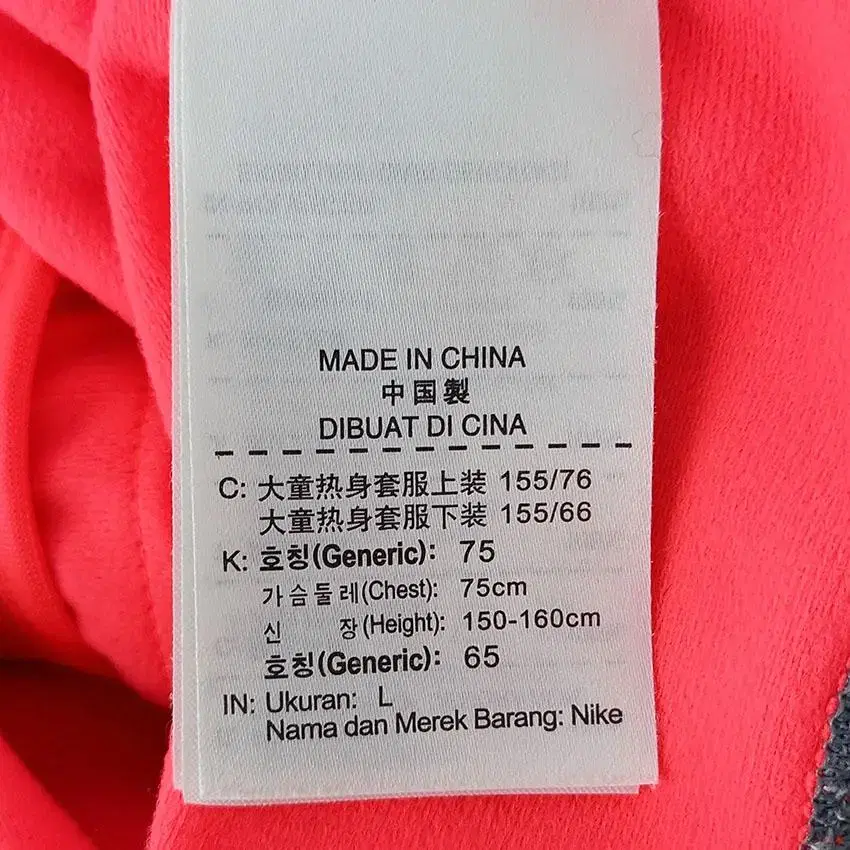 MADE IN CHINA
中国製
DIBUAT DI CINA
C: 大童热身套服上装 155/76
大童热身套服下装 155/66
K: 호칭(Generic): 75
가슴둘레(Chest): 75cm
신 장(Height): 150-160cm
호칭(Generic): 65
IN: Ukuran: L
Nama dan Merek Barang: Nike